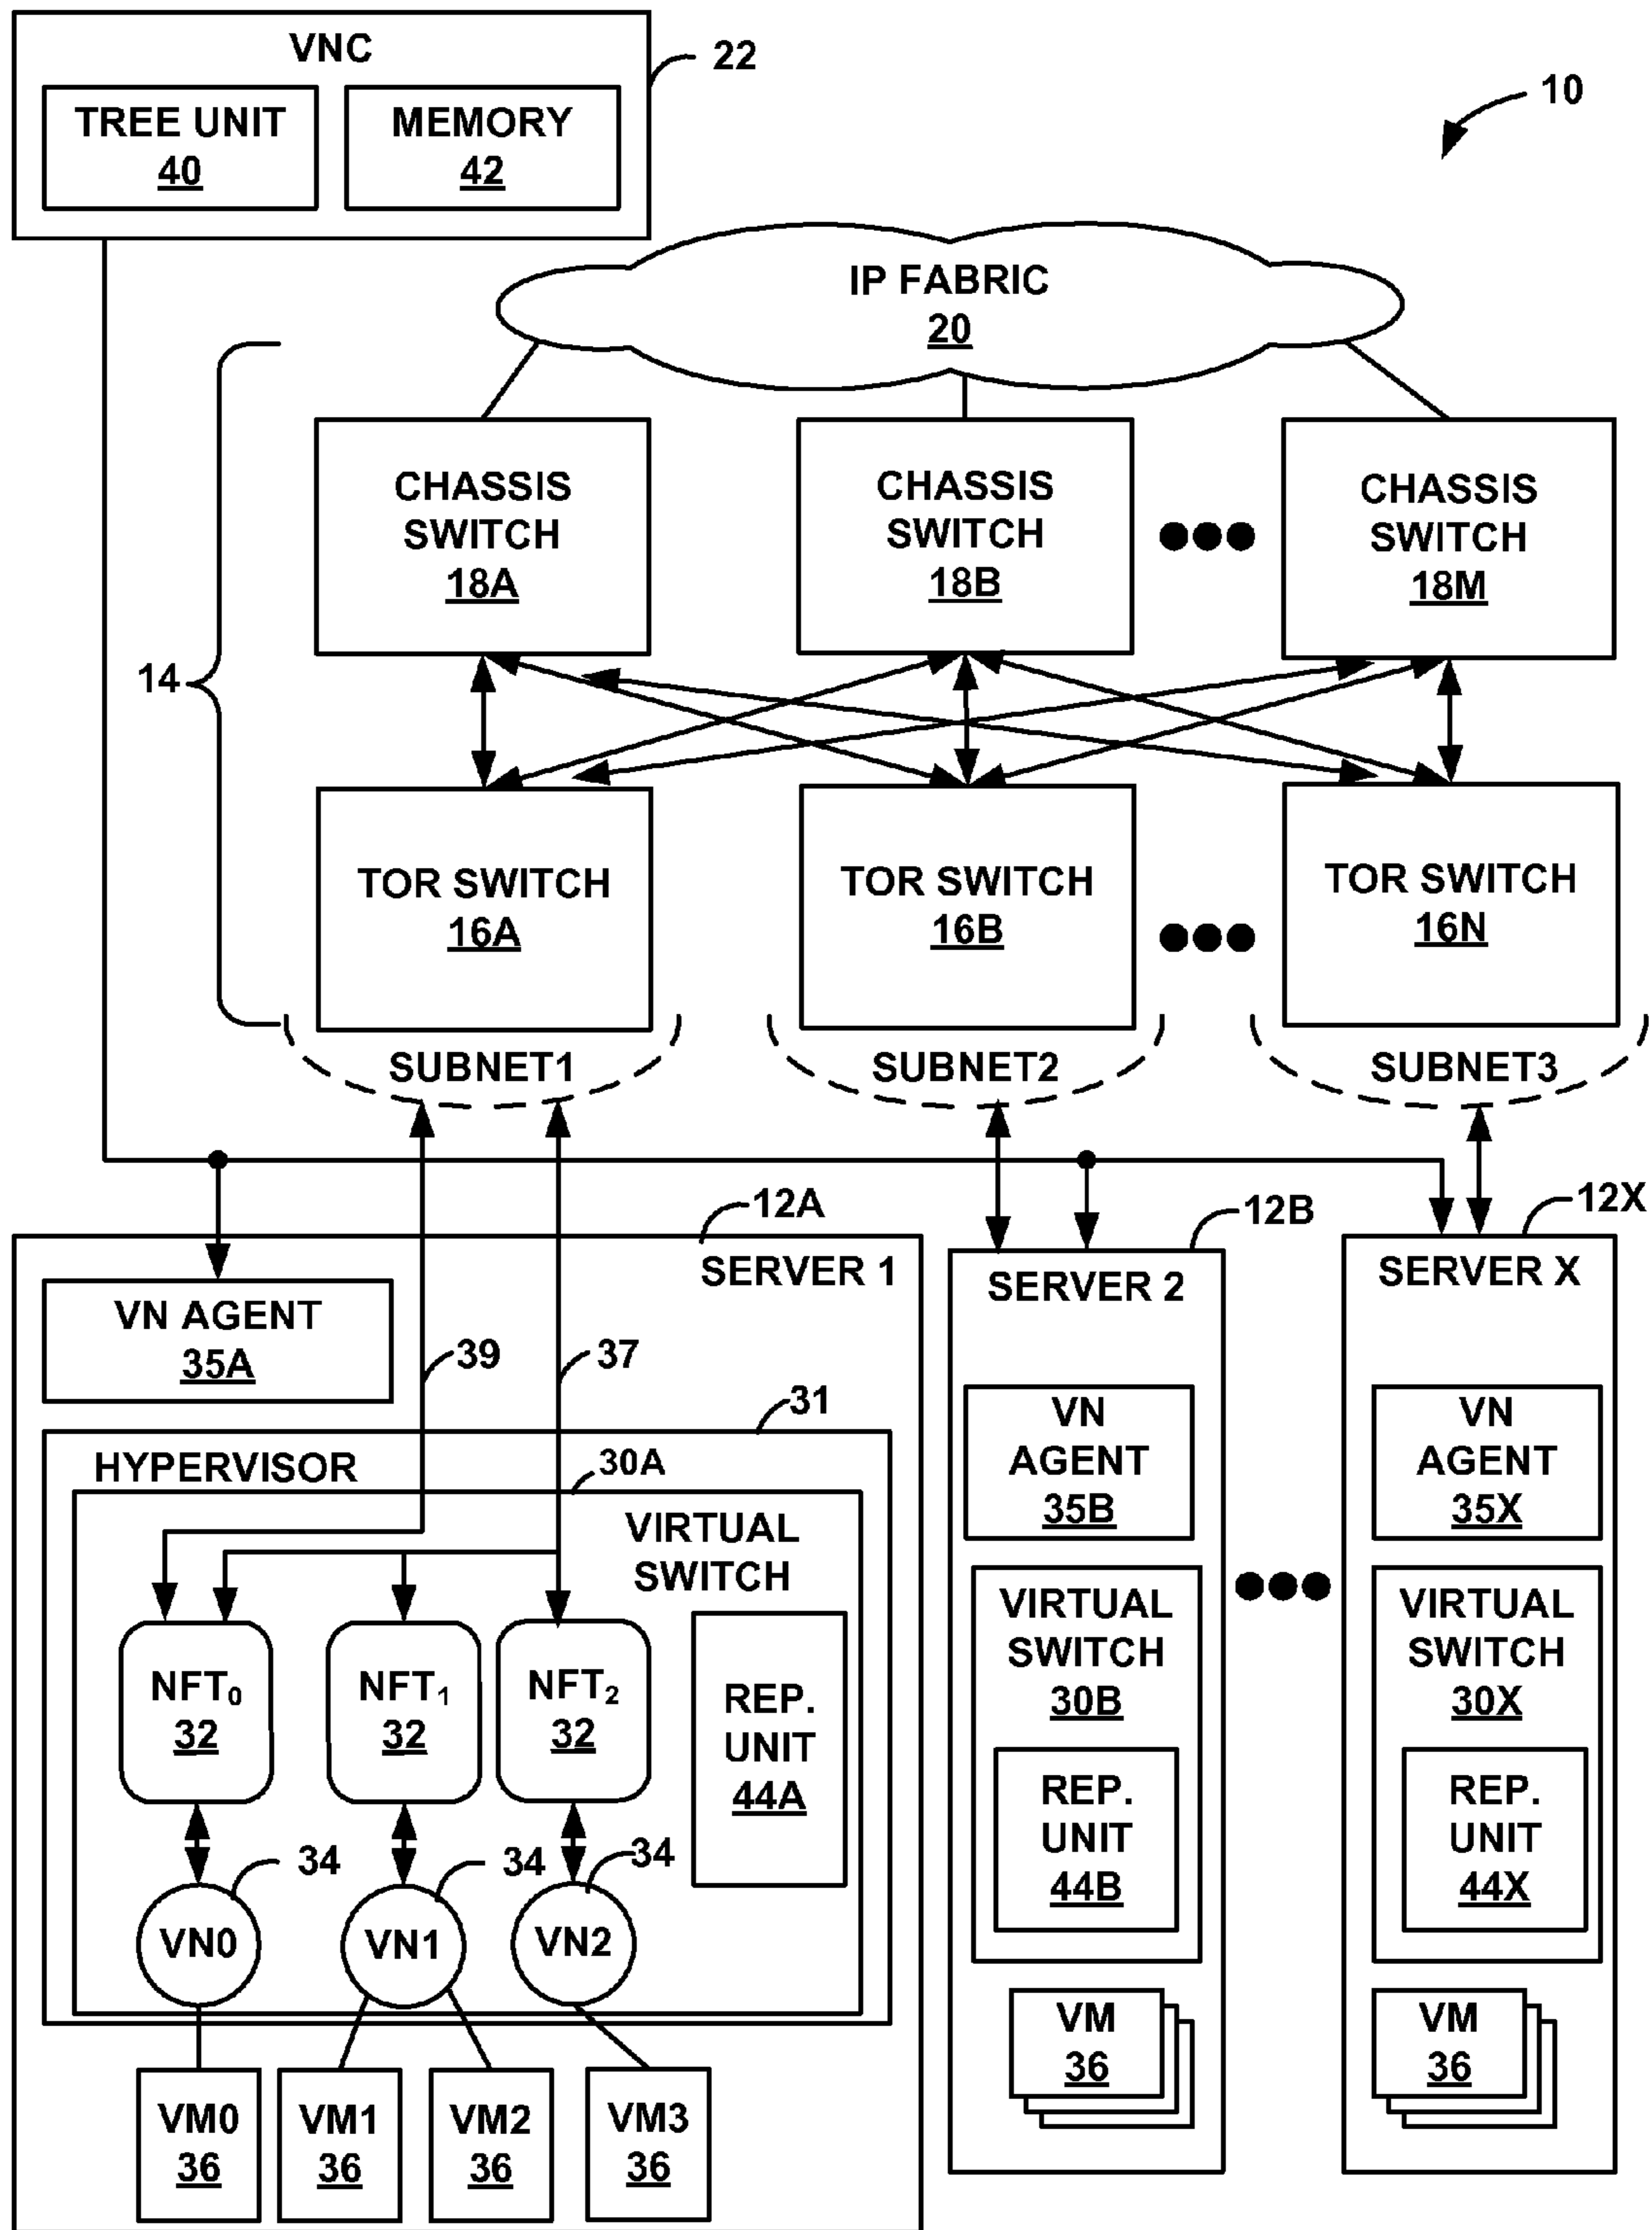 VNC
22
TREE UNIT
40
MEMORY
42
10
IP FABRIC
20
14
CHASSIS
SWITCH
18A
CHASSIS
SWITCH
18B
CHASSIS
SWITCH
18M
TOR SWITCH
16A
TOR SWITCH
16B
TOR SWITCH
16N
SUBNET1
SUBNET2
SUBNET3
12A
SERVER 1
VN AGENT
35A
39
37
31
HYPERVISOR
30A
VIRTUAL
SWITCH
NFT₀
32
NFT₁
32
NFT₂
32
REP.
UNIT
44A
34
34
34
VN0
VN1
VN2
VM0
36
VM1
36
VM2
36
VM3
36
12B
SERVER 2
VN
AGENT
35B
VIRTUAL
SWITCH
30B
REP.
UNIT
44B
VM
36
12X
SERVER X
VN
AGENT
35X
VIRTUAL
SWITCH
30X
REP.
UNIT
44X
VM
36